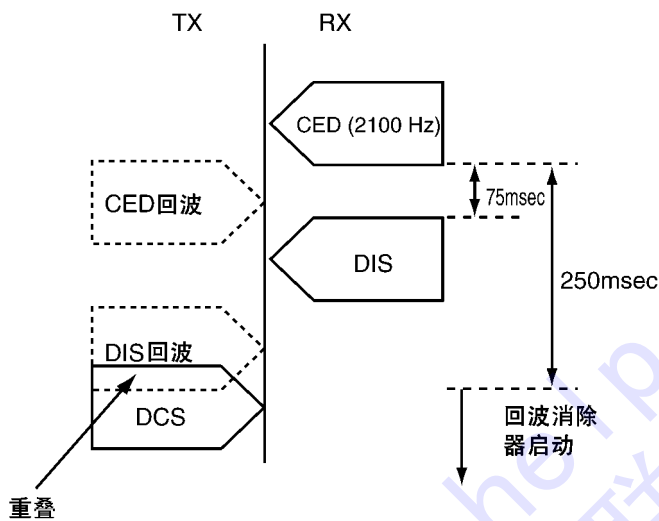 TX
RX
CED (2100 Hz)
CED回波
75msec
DIS
250msec
DIS回波
DCS
回波消除
器启动
重叠
help